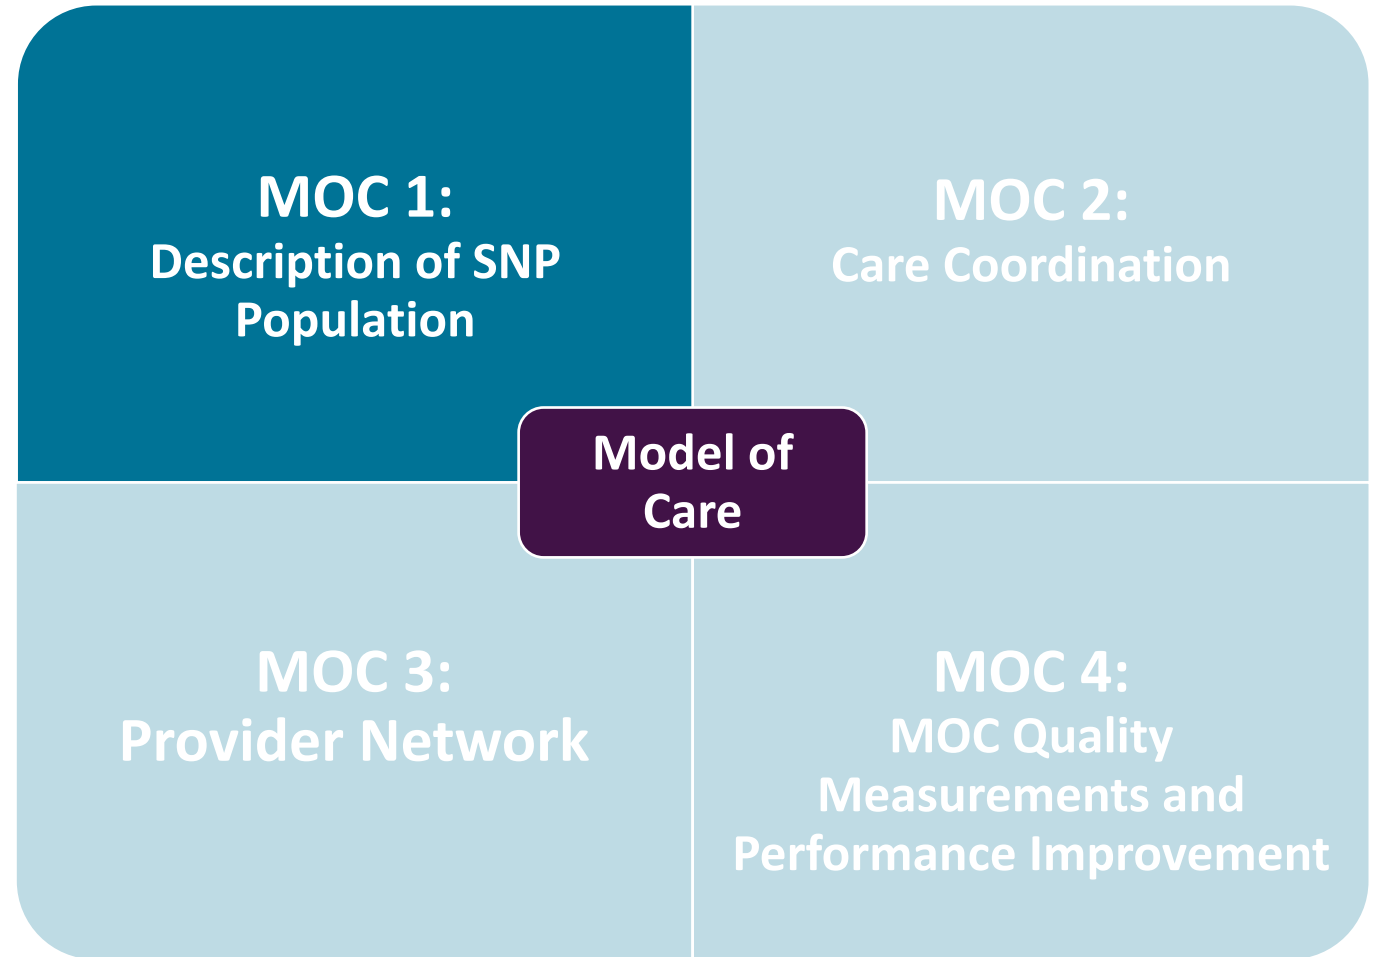 MOC 1:
Description of SNP
Population
MOC 2:
Care Coordination
Model of
Care
MOC 3:
Provider Network
MOC 4:
MOC Quality
Measurements and
Performance Improvement